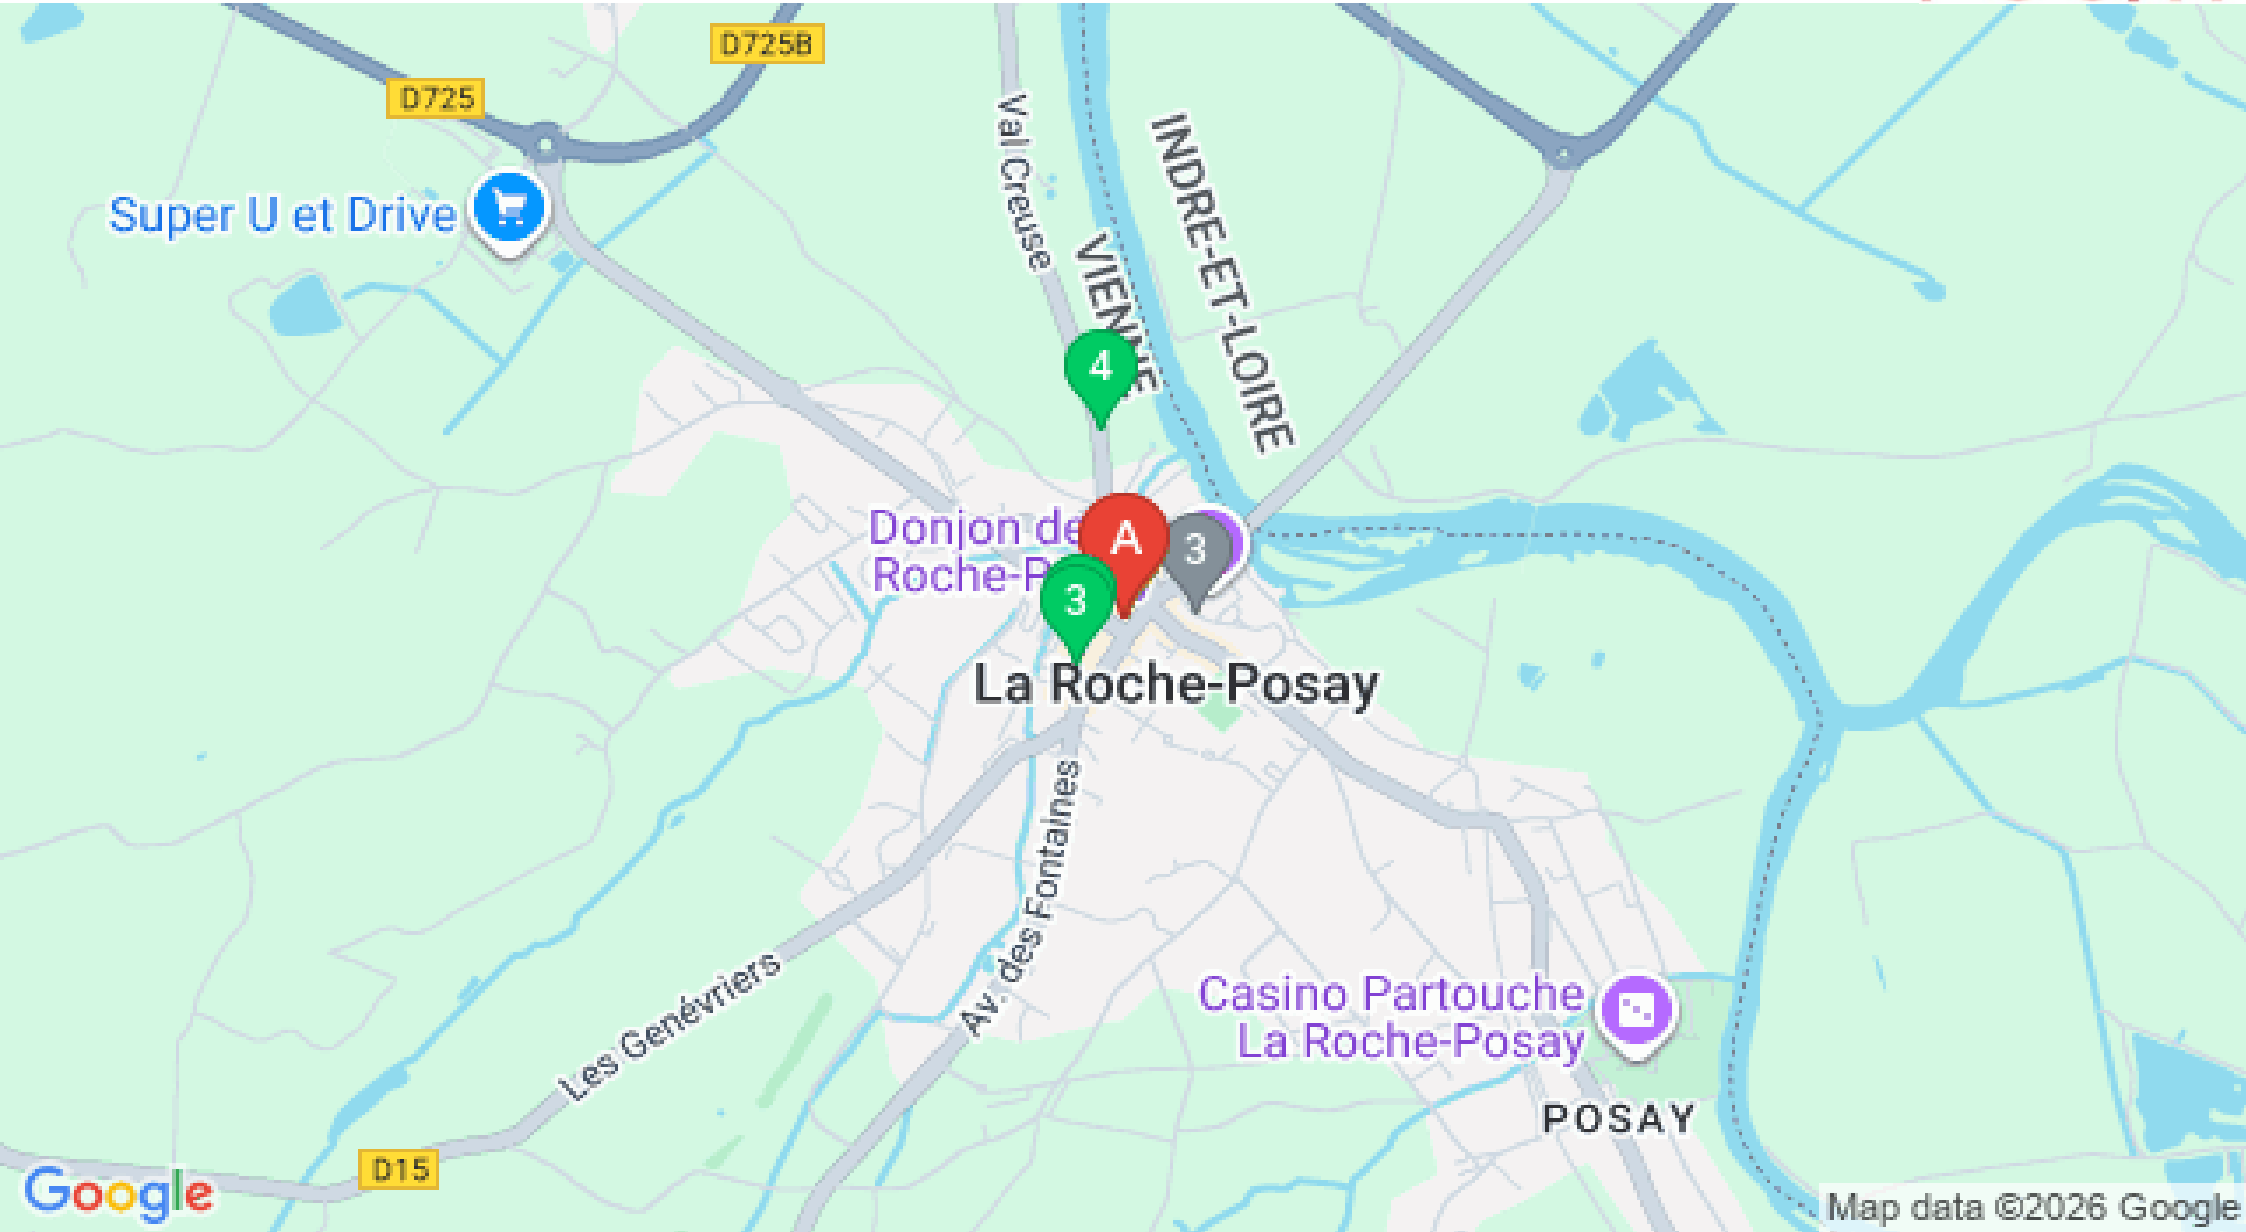 D725B
D725
Val Creuse
INDRE-ET-LOIRE
VIENNE
Super U et Drive
4
Donjon de
Roche-P
A
3
3
La Roche-Posay
Av. des Fontaines
Les Genévriers
Casino Partouche
La Roche-Posay
POSAY
D15
Google
Map data ©2026 Google